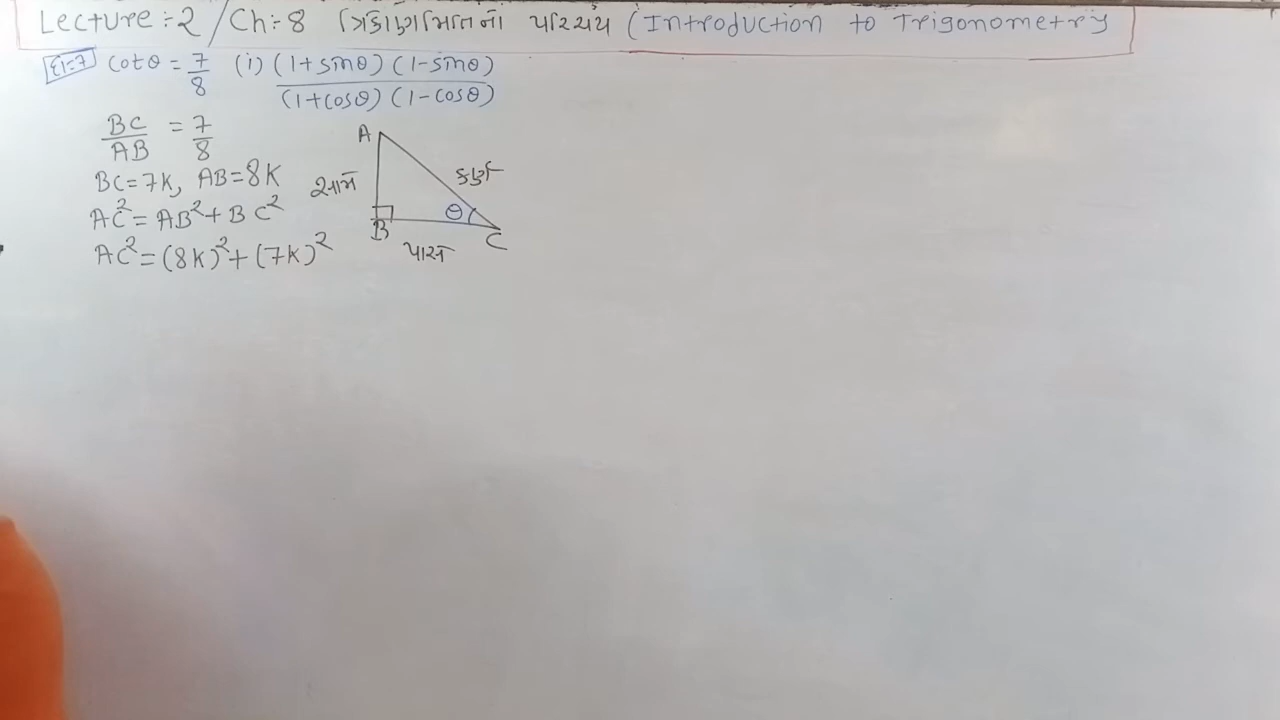 Lecture:-2 / Ch:-8 ત્રિકોણમિતિનો પરિચય (Introduction to Trigonometry
દા-7 cotθ = 7/8 (i) (1+sinθ) (1-sinθ) / (1+cosθ) (1-cosθ)
BC/AB = 7/8
BC=7K, AB=8K
AC²=AB²+BC²
AC²=(8K)²+(7K)²
A
સામે
કર્ણ
θ
B
C
પાસે